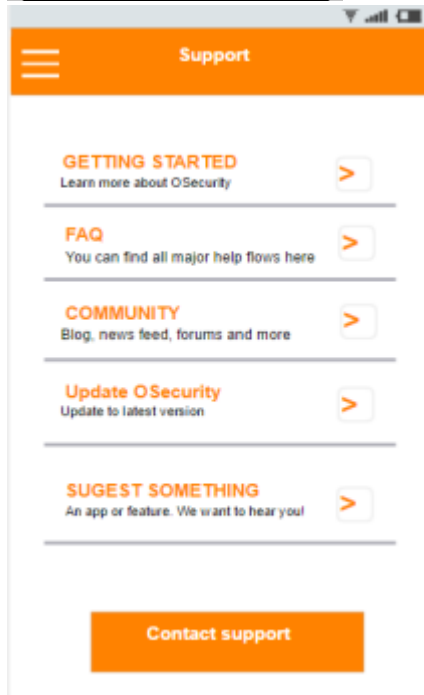 Support
GETTING STARTED
Learn more about OSecurity
>
FAQ
You can find all major help flows here
>
COMMUNITY
Blog, news feed, forums and more
>
Update OSecurity
Update to latest version
>
SUGEST SOMETHING
An app or feature. We want to hear you!
>
Contact support